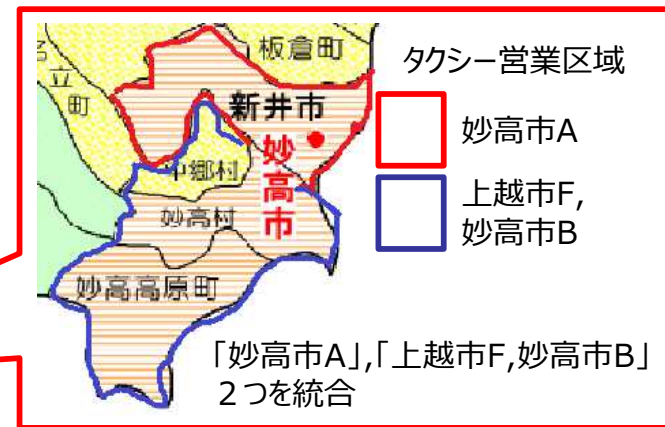 板倉町
名立町
新井市
妙高市
中郷村
妙高村
妙高高原町
タクシー営業区域
妙高市A
上越市F,
妙高市B
「妙高市A」,「上越市F,妙高市B」
２つを統合